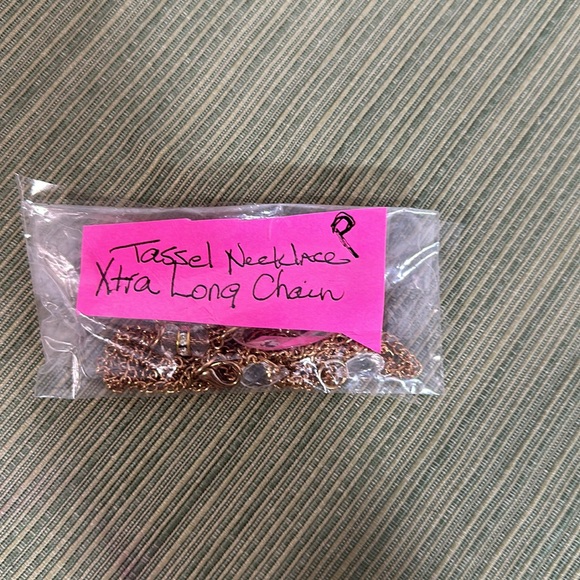 R
Tassel Necklace
Xtra Long Chain